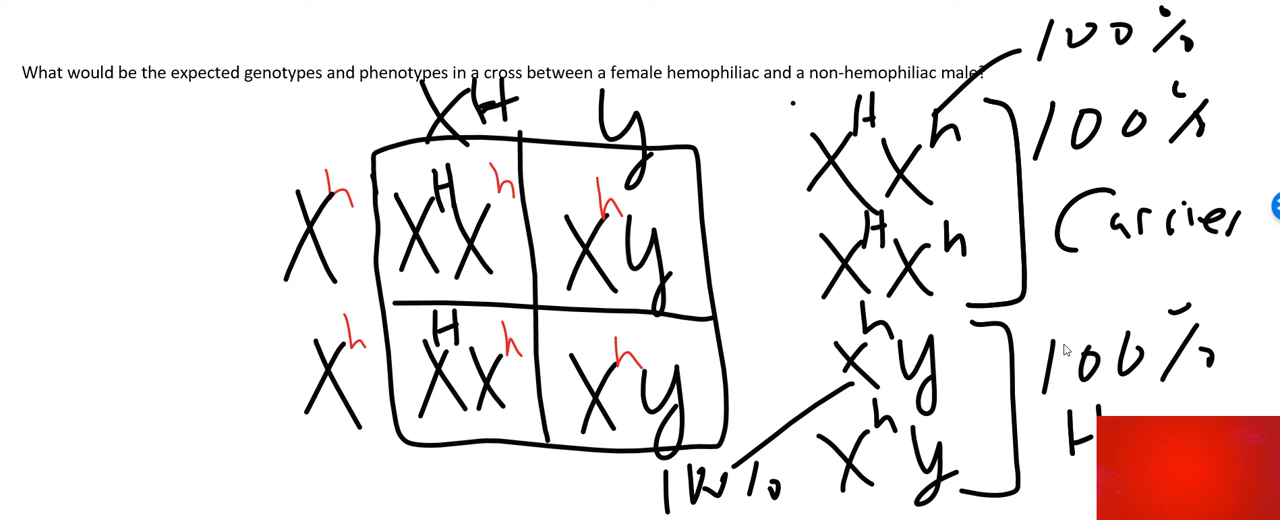 100%
What would be the expected genotypes and phenotypes in a cross between a female hemophiliac and a non-hemophiliac male?
X^H y
X^h X^H X^h X^h y
X^h X^H X^h X^h y
X^H X^h 100%
X^H X^h Carrier
X^h y 100%
X^h y H
100%